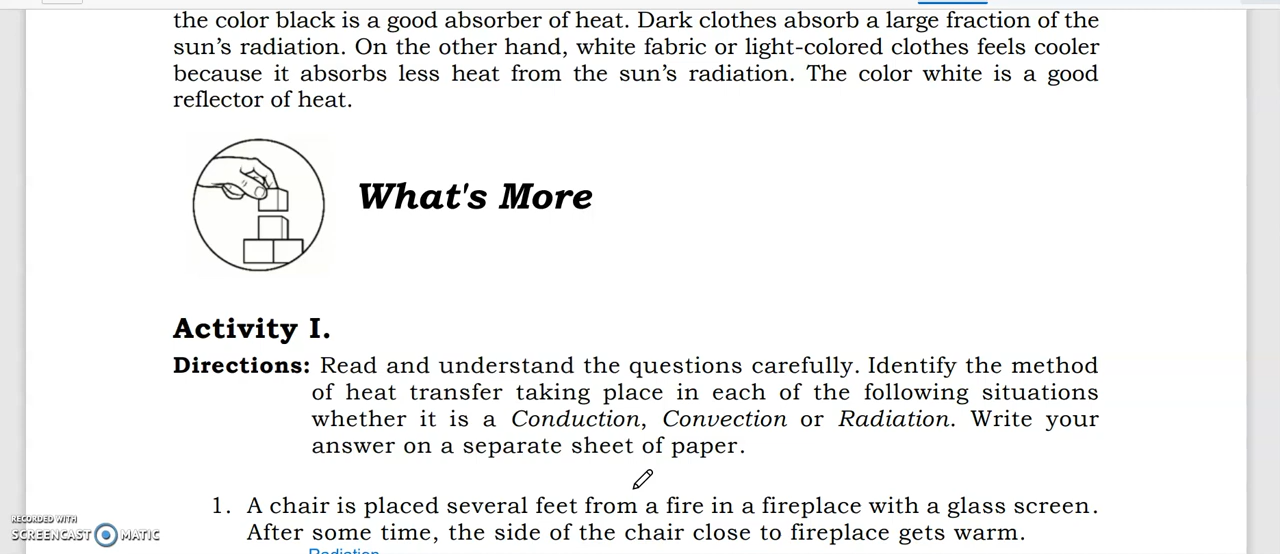 the color black is a good absorber of heat. Dark clothes absorb a large fraction of the
sun's radiation. On the other hand, white fabric or light-colored clothes feels cooler
because it absorbs less heat from the sun's radiation. The color white is a good
reflector of heat.
What's More
Activity I.
Directions: Read and understand the questions carefully. Identify the method
of heat transfer taking place in each of the following situations
whether it is a Conduction, Convection or Radiation. Write your
answer on a separate sheet of paper.
1. A chair is placed several feet from a fire in a fireplace with a glass screen.
After some time, the side of the chair close to fireplace gets warm.
Radiation
RECORDED WITH
SCREENCAST MATIC